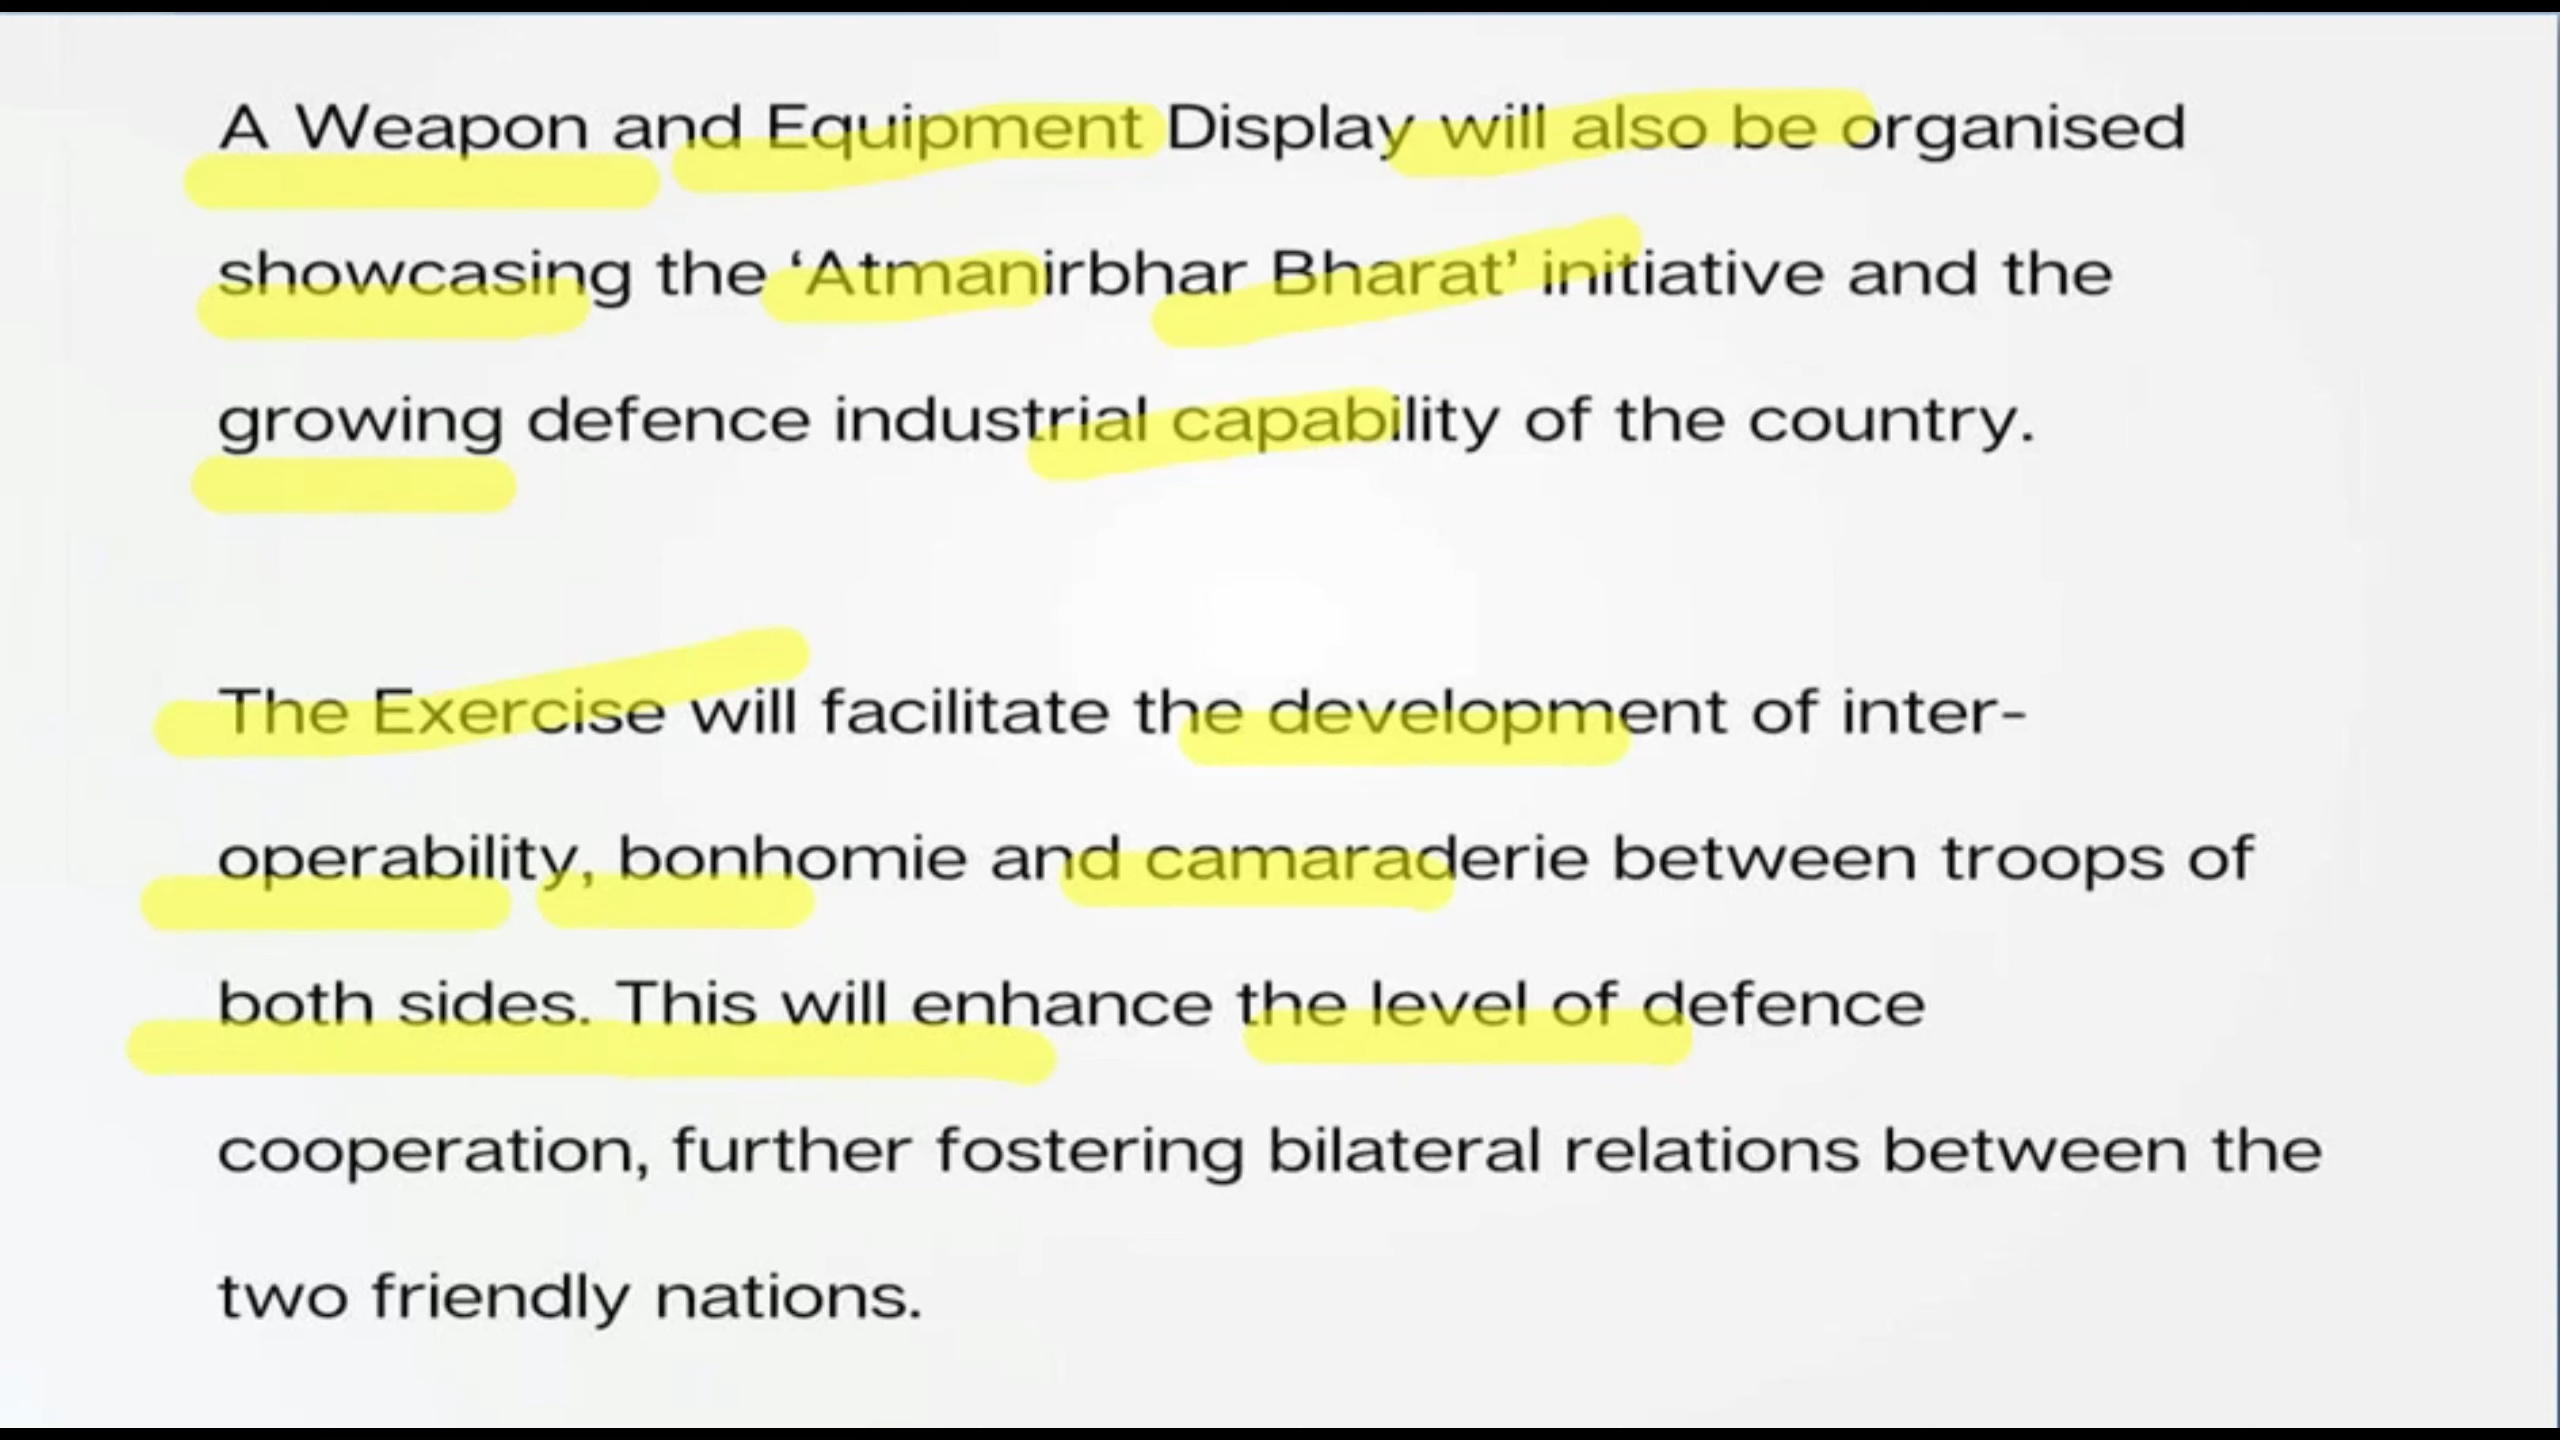 A Weapon and Equipment Display will also be organised
showcasing the ‘Atmanirbhar Bharat’ initiative and the
growing defence industrial capability of the country.
The Exercise will facilitate the development of inter-
operability, bonhomie and camaraderie between troops of
both sides. This will enhance the level of defence
cooperation, further fostering bilateral relations between the
two friendly nations.